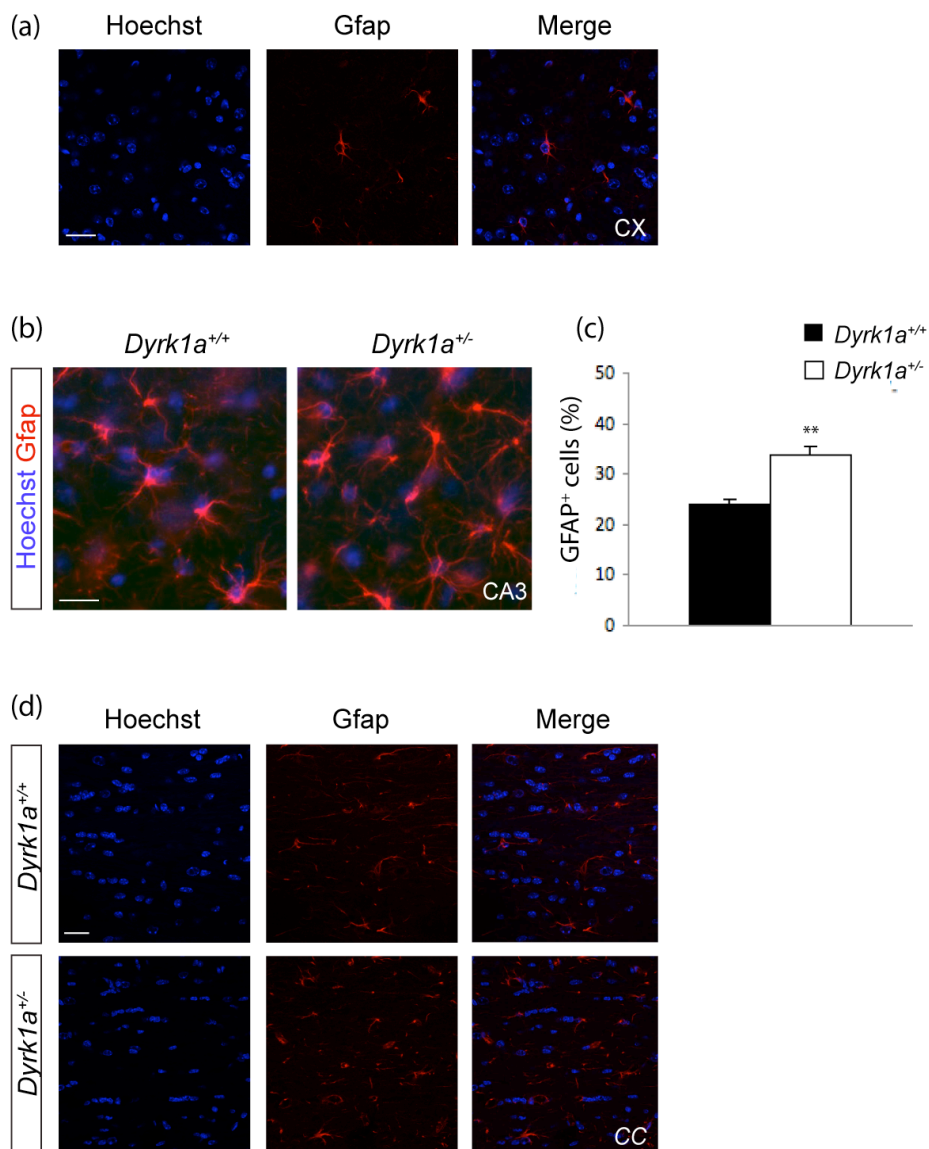 (a)
Hoechst Gfap Merge
CX
(b)
Dyrk1a+/+ Dyrk1a+/-
Hoechst Gfap
CA3
(c)
Dyrk1a+/+
Dyrk1a+/-
GFAP+ cells (%)
50
40
30
20
10
0
**
(d)
Hoechst Gfap Merge
Dyrk1a+/+
Dyrk1a+/-
CC